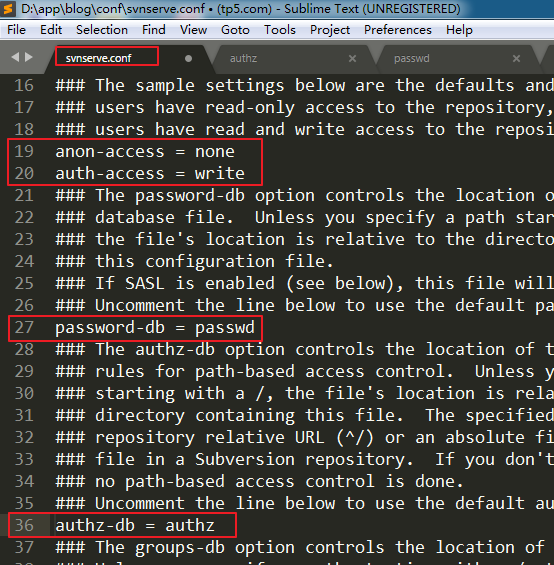 D:\app\blog\conf\svnserve.conf • (tp5.com) - Sublime Text (UNREGISTERED)
File Edit Selection Find View Goto Tools Project Preferences Help
svnserve.conf authz passwd
16 ### The sample settings below are the defaults and
17 ### users have read-only access to the repository,
18 ### users have read and write access to the reposi
19 anon-access = none
20 auth-access = write
21 ### The password-db option controls the location o
22 ### database file.  Unless you specify a path star
23 ### the file's location is relative to the directo
24 ### this configuration file.
25 ### If SASL is enabled (see below), this file will
26 ### Uncomment the line below to use the default pa
27 password-db = passwd
28 ### The authz-db option controls the location of t
29 ### rules for path-based access control.  Unless y
30 ### starting with a /, the file's location is rela
31 ### directory containing this file.  The specified
32 ### repository relative URL (^/) or an absolute fi
33 ### file in a Subversion repository.  If you don't
34 ### no path-based access control is done.
35 ### Uncomment the line below to use the default au
36 authz-db = authz
37 ### The groups-db option controls the location of